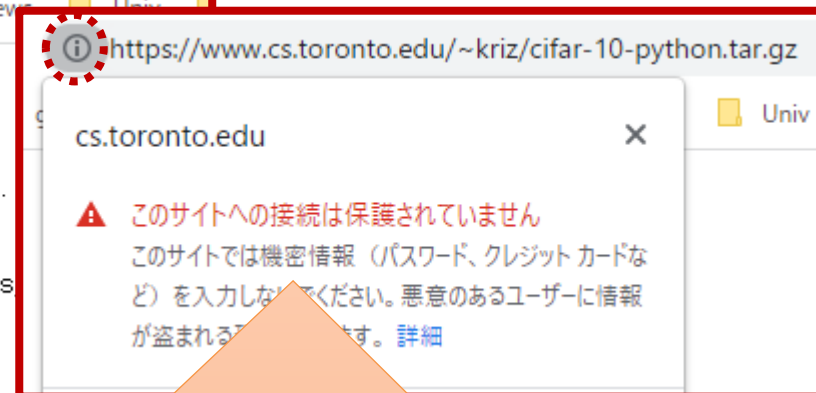 https://www.cs.toronto.edu/~kriz/cifar-10-python.tar.gz
Univ
cs.toronto.edu
このサイトへの接続は保護されていません
このサイトでは機密情報（パスワード、クレジット カードな
ど）を入力しないでください。悪意のあるユーザーに情報
が盗まれる ます。詳細